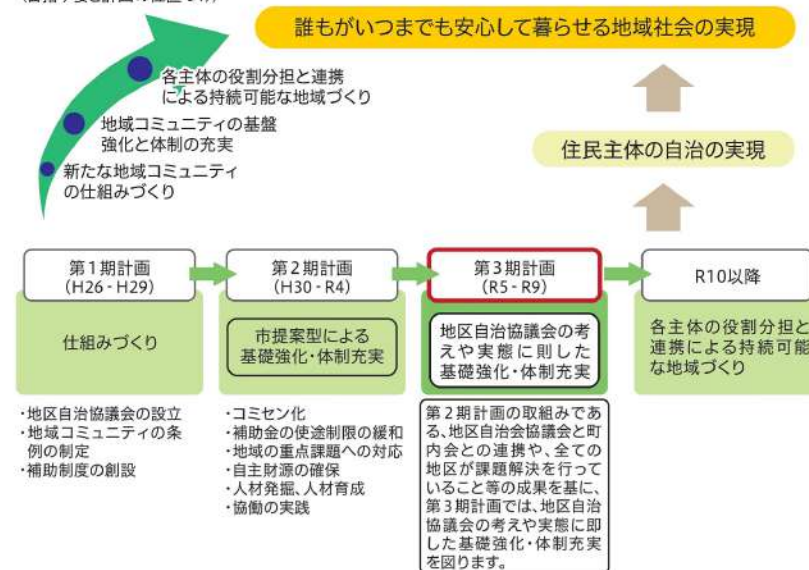 誰もがいつまでも安心して暮らせる地域社会の実現
各主体の役割分担と連携
による持続可能な地域づくり
地域コミュニティの基盤
強化と体制の充実
新たな地域コミュニティ
の仕組みづくり
住民主体の自治の実現
第1期計画
(H26-H29)
仕組みづくり
・地区自治協議会の設立
・地域コミュニティの条
例の制定
・補助制度の創設
第2期計画
(H30-R4)
市提案型による
基礎強化・体制充実
・コミセン化
・補助金の使途制限の緩和
・地域の重点課題への対応
・自主財源の確保
・人材発掘、人材育成
・協働の実践
第3期計画
(R5-R9)
地区自治協議会の考
えや実態に則した
基礎強化・体制充実
第2期計画の取組みであ
る、地区自治会協議会と町
内会との連携や、全ての
地区が課題解決を行って
いること等の成果を基に、
第3期計画では、地区自治
協議会の考えや実態に即
した基礎強化・体制充実
を図ります。
R10以降
各主体の役割分担と
連携による持続可能
な地域づくり